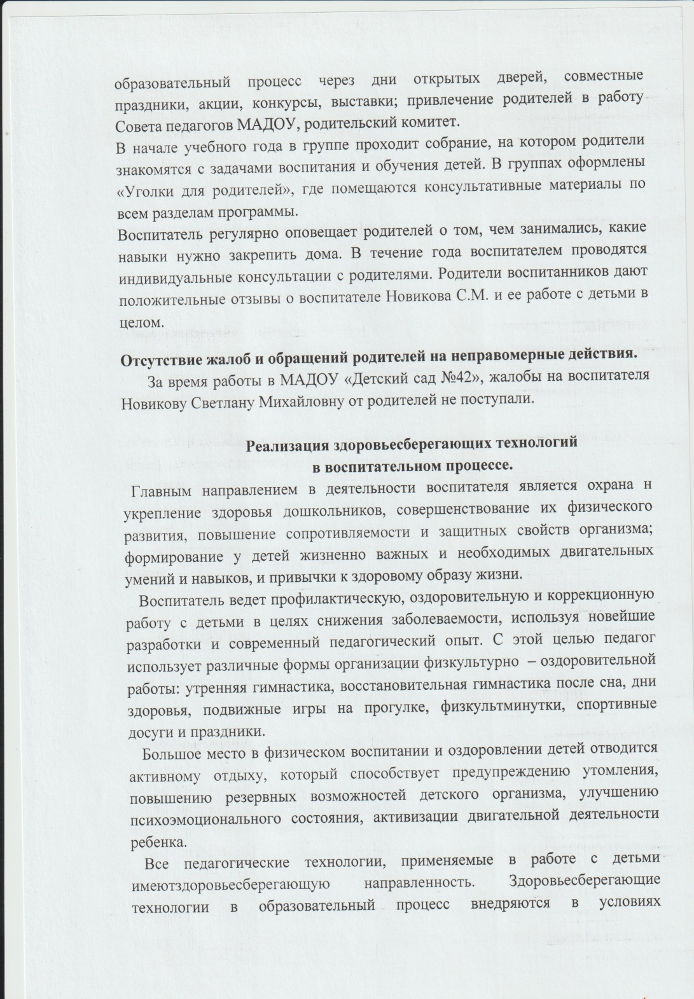 образовательный процесс через дни открытых дверей, совместные
праздники, акции, конкурсы, выставки; привлечение родителей в работу
Совета педагогов МАДОУ, родительский комитет.
В начале учебного года в группе проходит собрание, на котором родители
знакомятся с задачами воспитания и обучения детей. В группах оформлены
«Уголки для родителей», где помещаются консультативные материалы по
всем разделам программы.
Воспитатель регулярно оповещает родителей о том, чем занимались, какие
навыки нужно закрепить дома. В течение года воспитателем проводятся
индивидуальные консультации с родителями. Родители воспитанников дают
положительные отзывы о воспитателе Новикова С.М. и ее работе с детьми в
целом.
Отсутствие жалоб и обращений родителей на неправомерные действия.
За время работы в МАДОУ «Детский сад №42», жалобы на воспитателя
Новикову Светлану Михайловну от родителей не поступали.
Реализация здоровьесберегающих технологий
в воспитательном процессе.
Главным направлением в деятельности воспитателя является охрана н
укрепление здоровья дошкольников, совершенствование их физического
развития, повышение сопротивляемости и защитных свойств организма;
формирование у детей жизненно важных и необходимых двигательных
умений и навыков, и привычки к здоровому образу жизни.
Воспитатель ведет профилактическую, оздоровительную и коррекционную
работу с детьми в целях снижения заболеваемости, используя новейшие
разработки и современный педагогический опыт. С этой целью педагог
использует различные формы организации физкультурно – оздоровительной
работы: утренняя гимнастика, восстановительная гимнастика после сна, дни
здоровья, подвижные игры на прогулке, физкультминутки, спортивные
досуги и праздники.
Большое место в физическом воспитании и оздоровлении детей отводится
активному отдыху, который способствует предупреждению утомления,
повышению резервных возможностей детского организма, улучшению
психоэмоционального состояния, активизации двигательной деятельности
ребенка.
Все педагогические технологии, применяемые в работе с детьми
имеютздоровьесберегающую направленность. Здоровьесберегающие
технологии в образовательный процесс внедряются в условиях